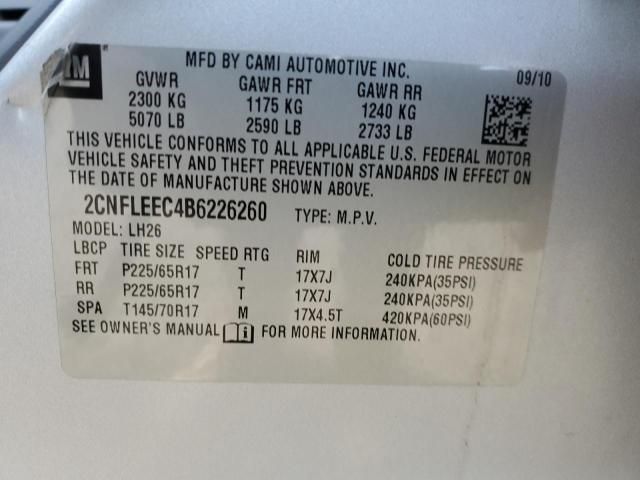 GM
MFD BY CAMI AUTOMOTIVE INC. 09/10
GVWR GAWR FRT GAWR RR
2300 KG 1175 KG 1240 KG
5070 LB 2590 LB 2733 LB
THIS VEHICLE CONFORMS TO ALL APPLICABLE U.S. FEDERAL MOTOR
VEHICLE SAFETY AND THEFT PREVENTION STANDARDS IN EFFECT ON
THE DATE OF MANUFACTURE SHOWN ABOVE.
2CNFLEEC4B6226260 TYPE: M.P.V.
MODEL: LH26
LBCP TIRE SIZE SPEED RTG RIM COLD TIRE PRESSURE
FRT P225/65R17 T 17X7J 240KPA(35PSI)
RR P225/65R17 T 17X7J 240KPA(35PSI)
SPA T145/70R17 M 17X4.5T 420KPA(60PSI)
SEE OWNER'S MANUAL FOR MORE INFORMATION.